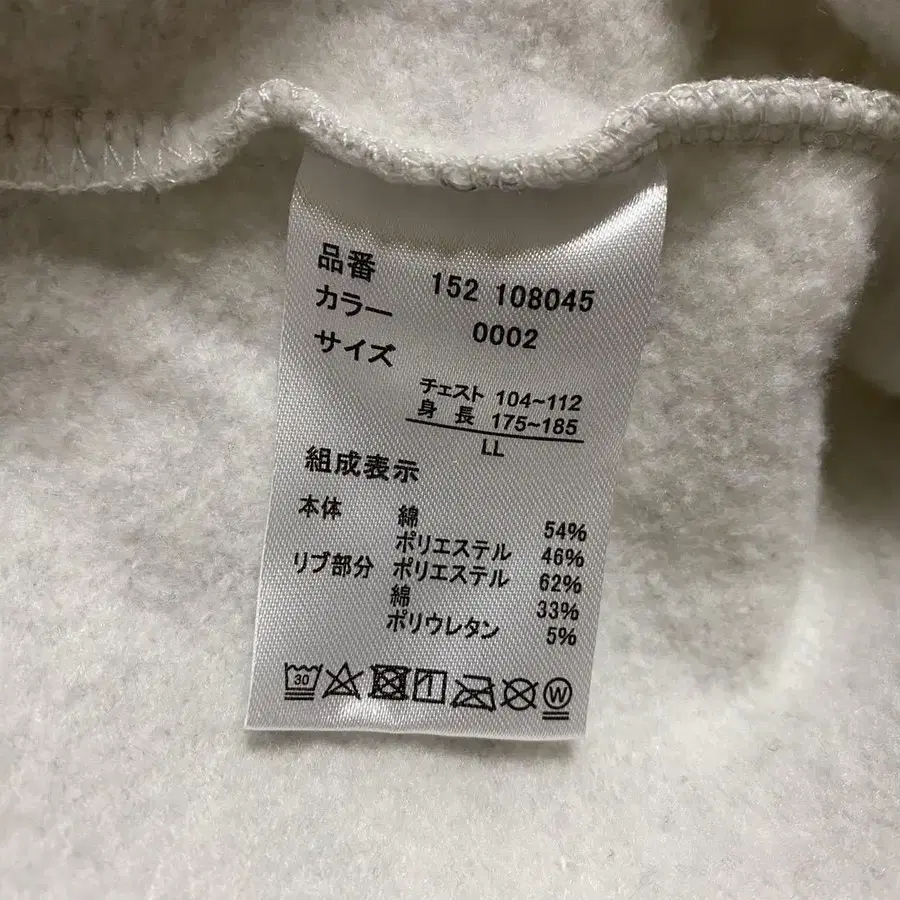 品番 152 108045
カラー 0002
サイズ
チェスト 104~112
身長 175~185
LL
組成表示
本体 綿 54%
ポリエステル 46%
リブ部分 ポリエステル 62%
綿 33%
ポリウレタン 5%
30 W